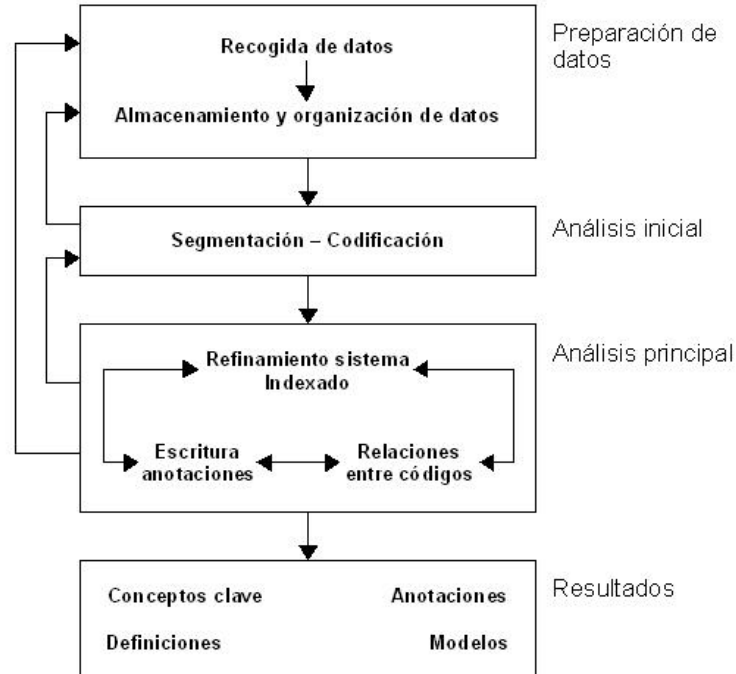 Recogida de datos
Preparación de
datos
Almacenamiento y organización de datos
Segmentación – Codificación
Análisis inicial
Refinamiento sistema
Indexado
Análisis principal
Escritura
anotaciones
Relaciones
entre códigos
Conceptos clave
Anotaciones
Resultados
Definiciones
Modelos